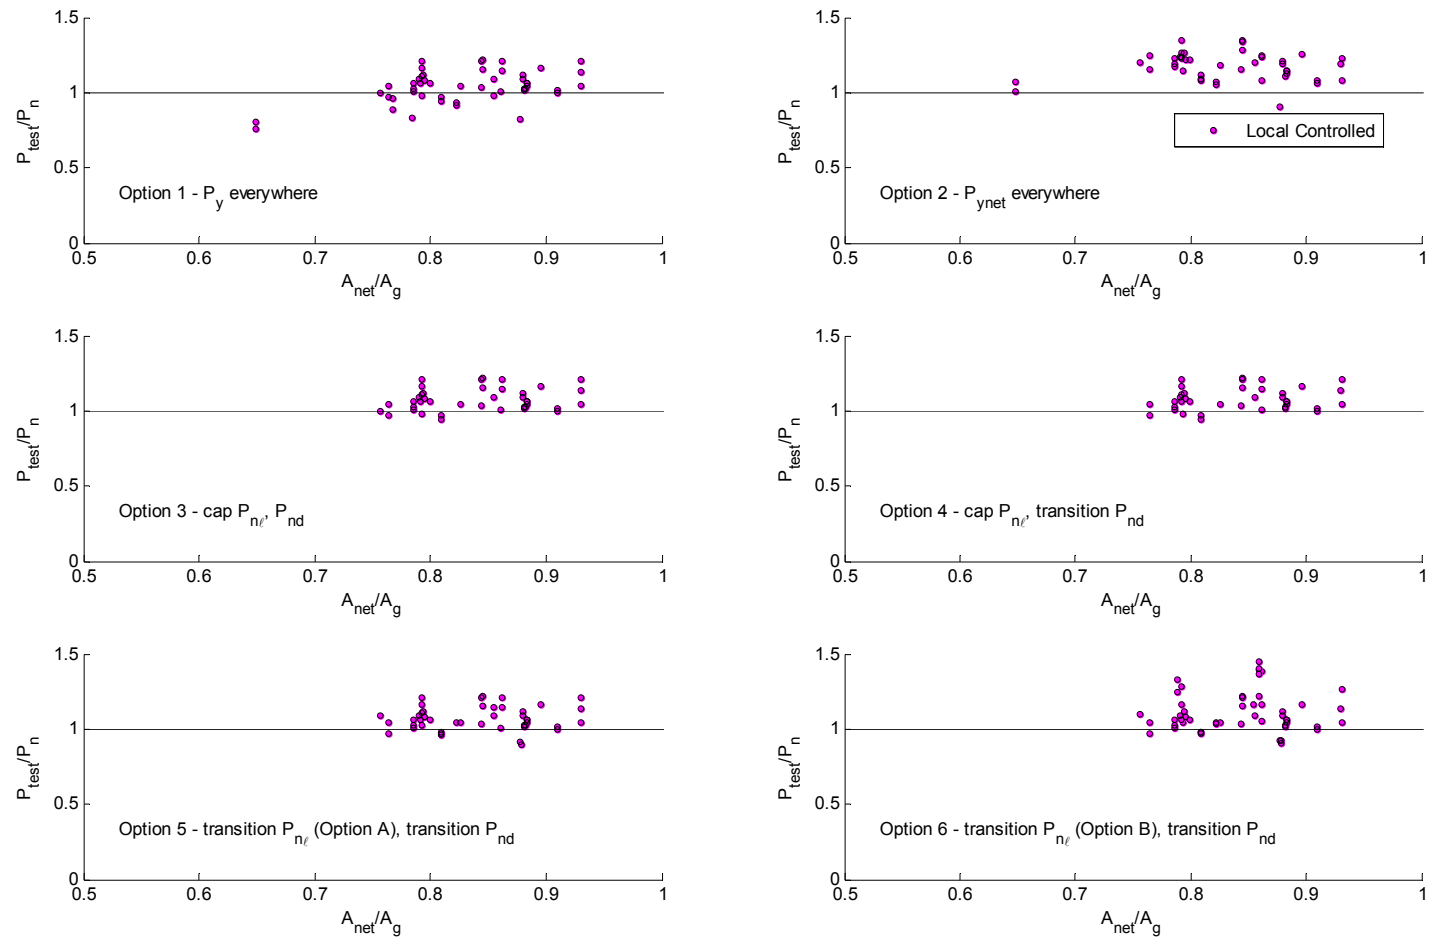 1.5
1
0.5
0
P_test/P_n
Option 1 - P_y everywhere
0.5 0.6 0.7 0.8 0.9 1
A_net/A_g
1.5
1
0.5
0
P_test/P_n
Local Controlled
Option 2 - P_ynet everywhere
0.5 0.6 0.7 0.8 0.9 1
A_net/A_g
1.5
1
0.5
0
P_test/P_n
Option 3 - cap P_nℓ, P_nd
0.5 0.6 0.7 0.8 0.9 1
A_net/A_g
1.5
1
0.5
0
P_test/P_n
Option 4 - cap P_nℓ, transition P_nd
0.5 0.6 0.7 0.8 0.9 1
A_net/A_g
1.5
1
0.5
0
P_test/P_n
Option 5 - transition P_nℓ (Option A), transition P_nd
0.5 0.6 0.7 0.8 0.9 1
A_net/A_g
1.5
1
0.5
0
P_test/P_n
Option 6 - transition P_nℓ (Option B), transition P_nd
0.5 0.6 0.7 0.8 0.9 1
A_net/A_g